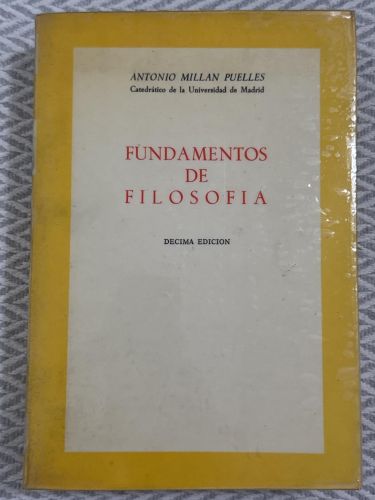 ANTONIO MILLAN PUELLES
Catedrático de la Universidad de Madrid
FUNDAMENTOS
DE
FILOSOFIA
DECIMA EDICION